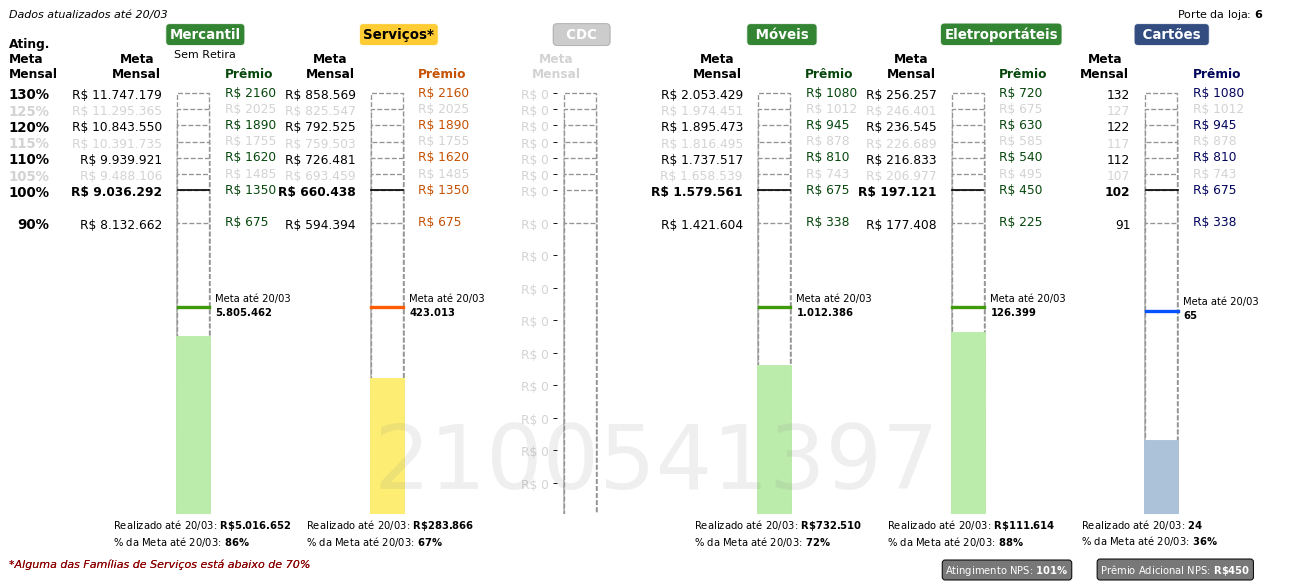 Dados atualizados até 20/03
Porte da loja: 6
Mercantil Serviços* CDC Móveis Eletroportáteis Cartões
Sem Retira
Ating. Meta Mensal
Meta Mensal Prêmio Meta Mensal Prêmio Meta Mensal Meta Mensal Prêmio Meta Mensal Prêmio Meta Mensal Prêmio
130% R$ 11.747.179 R$ 2160 R$ 858.569 R$ 2160 R$ 0 R$ 2.053.429 R$ 1080 R$ 256.257 R$ 720 132 R$ 1080
125% R$ 11.295.365 R$ 2025 R$ 825.547 R$ 2025 R$ 0 R$ 1.974.451 R$ 1012 R$ 246.401 R$ 675 127 R$ 1012
120% R$ 10.843.550 R$ 1890 R$ 792.525 R$ 1890 R$ 0 R$ 1.895.473 R$ 945 R$ 236.545 R$ 630 122 R$ 945
115% R$ 10.391.735 R$ 1755 R$ 759.503 R$ 1755 R$ 0 R$ 1.816.495 R$ 878 R$ 226.689 R$ 585 117 R$ 878
110% R$ 9.939.921 R$ 1620 R$ 726.481 R$ 1620 R$ 0 R$ 1.737.517 R$ 810 R$ 216.833 R$ 540 112 R$ 810
105% R$ 9.488.106 R$ 1485 R$ 693.459 R$ 1485 R$ 0 R$ 1.658.539 R$ 743 R$ 206.977 R$ 495 107 R$ 743
100% R$ 9.036.292 R$ 1350 R$ 660.438 R$ 1350 R$ 0 R$ 1.579.561 R$ 675 R$ 197.121 R$ 450 102 R$ 675
90% R$ 8.132.662 R$ 675 R$ 594.394 R$ 675 R$ 0 R$ 1.421.604 R$ 338 R$ 177.408 R$ 225 91 R$ 338
R$ 0
R$ 0
R$ 0
R$ 0
R$ 0
R$ 0
R$ 0
R$ 0
Meta até 20/03 Meta até 20/03 Meta até 20/03 Meta até 20/03 Meta até 20/03
5.805.462 423.013 1.012.386 126.399 65
2100541397
Realizado até 20/03: R$5.016.652 Realizado até 20/03: R$283.866 Realizado até 20/03: R$732.510 Realizado até 20/03: R$111.614 Realizado até 20/03: 24
% da Meta até 20/03: 86% % da Meta até 20/03: 67% % da Meta até 20/03: 72% % da Meta até 20/03: 88% % da Meta até 20/03: 36%
*Alguma das Famílias de Serviços está abaixo de 70%
Atingimento NPS: 101% Prêmio Adicional NPS: R$450